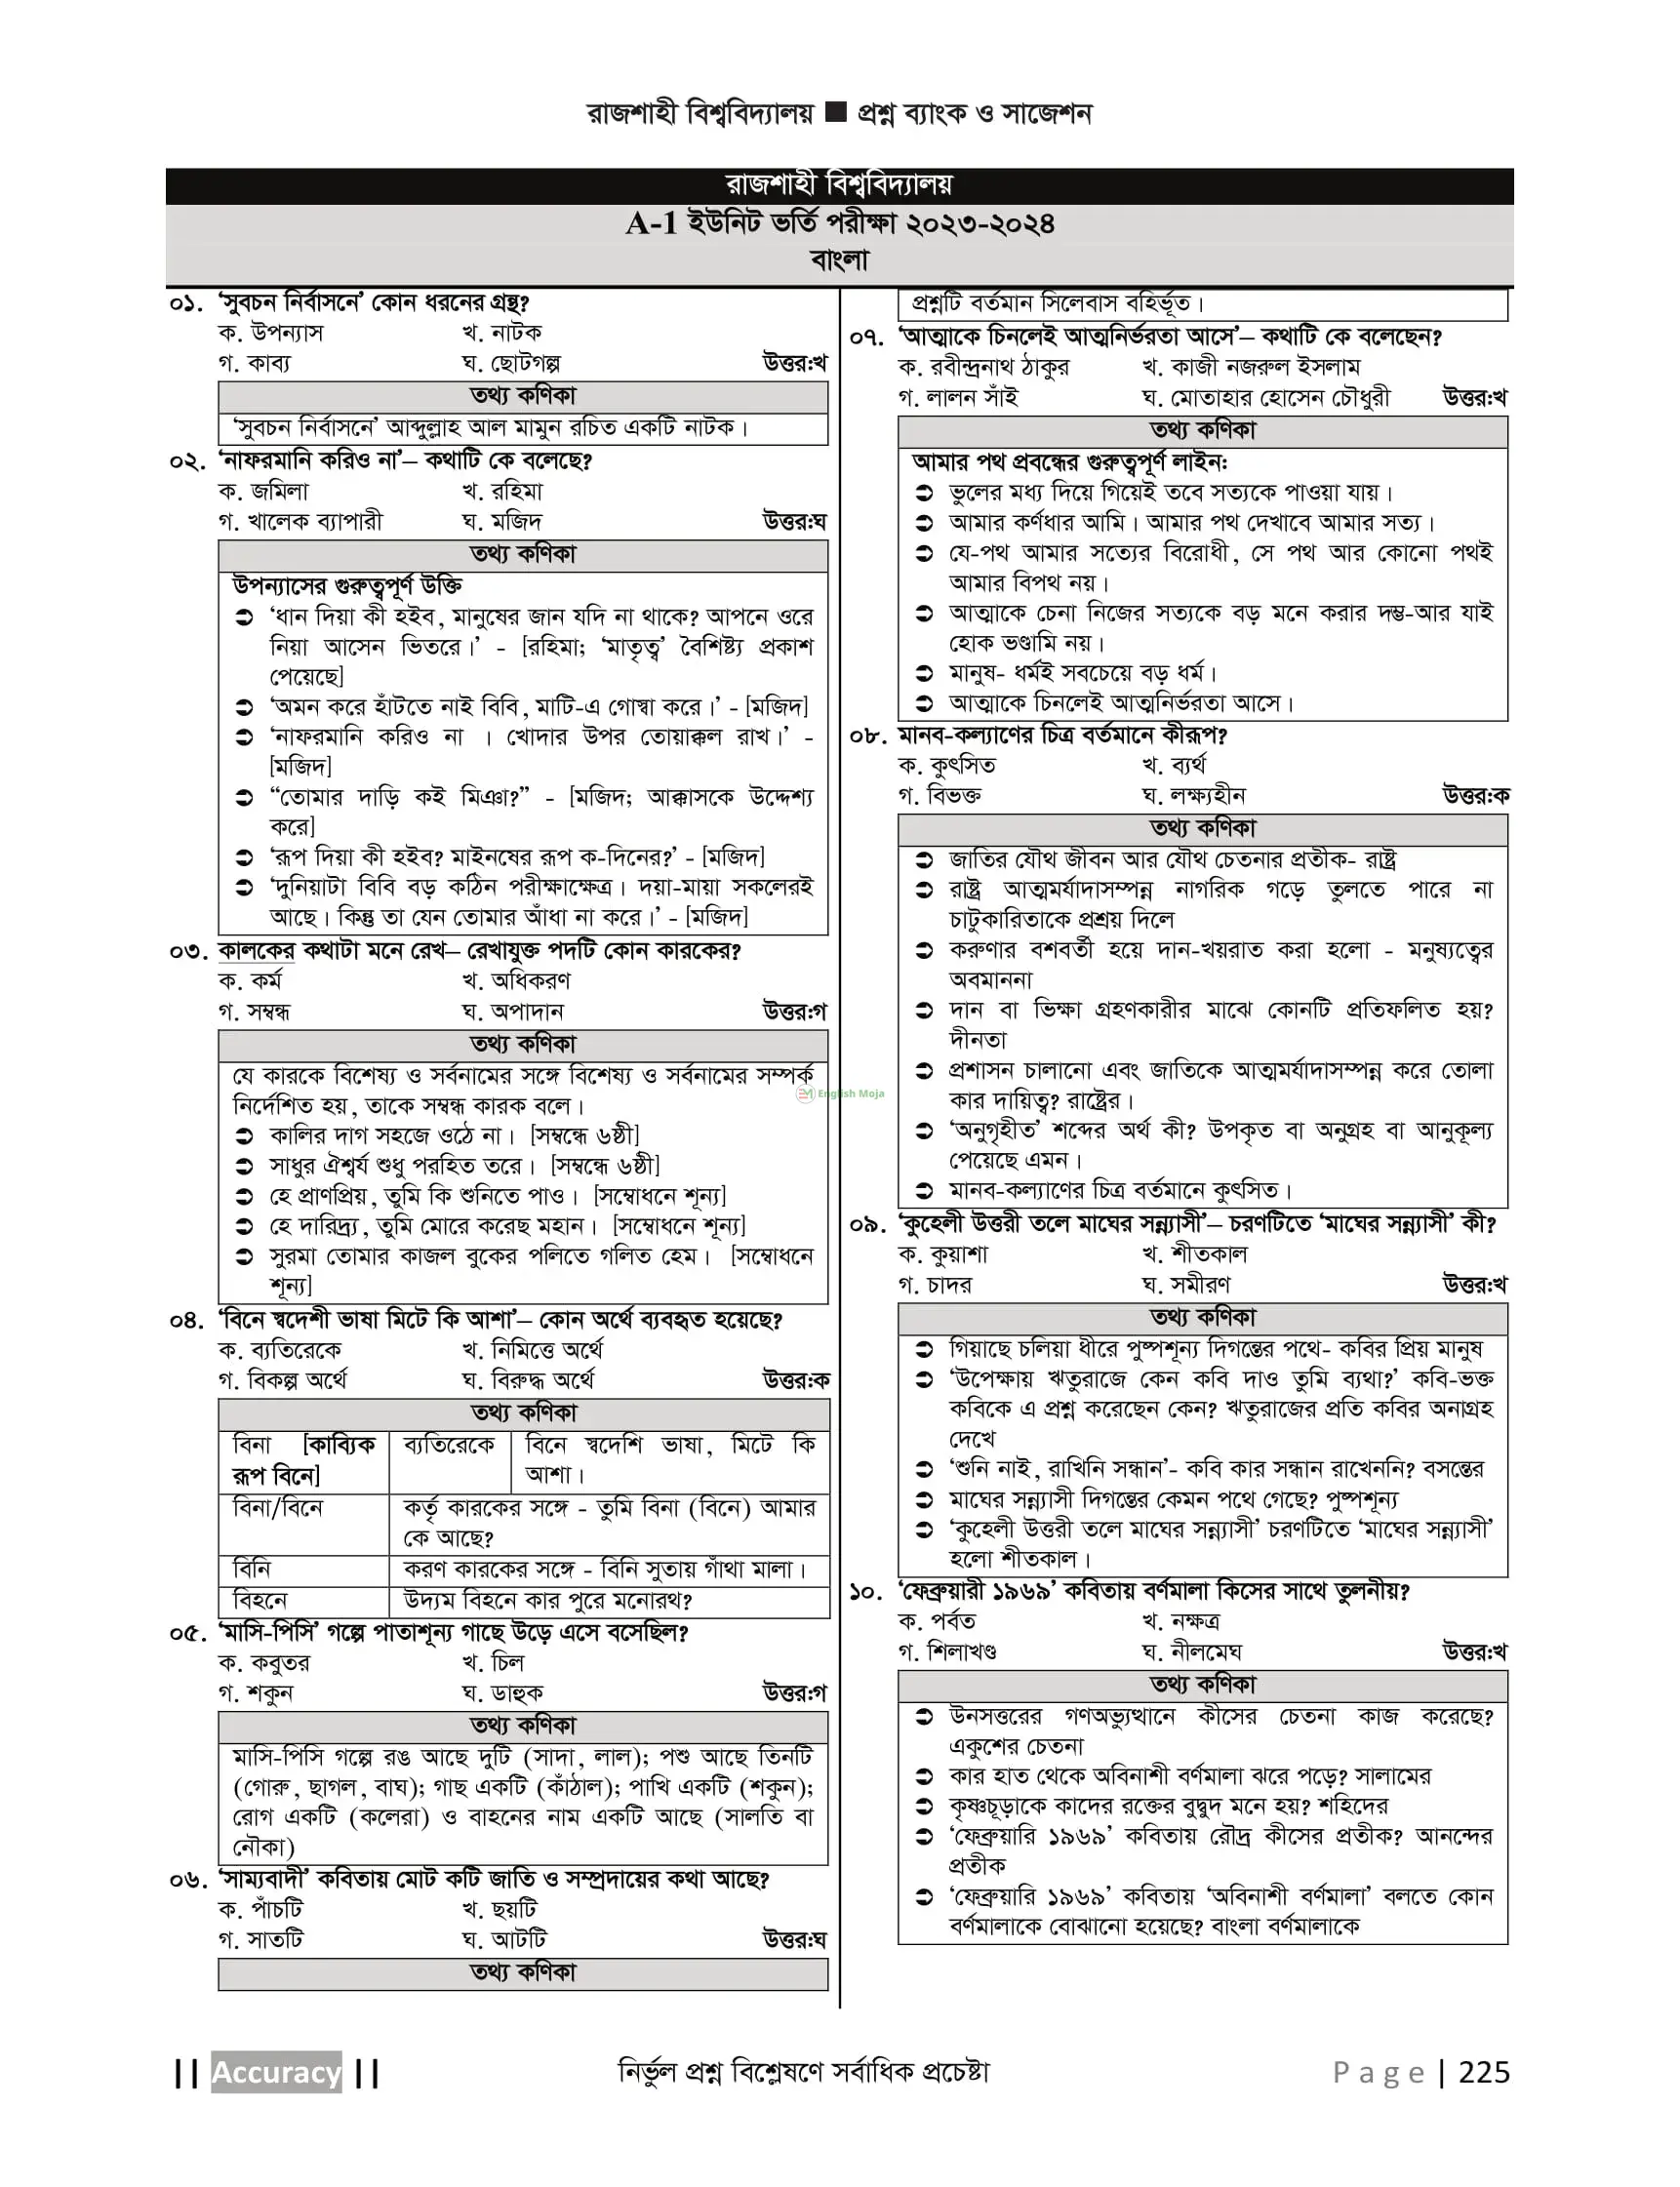 রাজশাহী বিশ্ববিদ্যালয় ■ প্রশ্ন ব্যাংক ও সাজেশন
রাজশাহী বিশ্ববিদ্যালয়
A-1 ইউনিট ভর্তি পরীক্ষা ২০২৩-২০২৪
বাংলা
০১. ‘সুবচন নির্বাসনে’ কোন ধরনের গ্রন্থ?
ক. উপন্যাস খ. নাটক
গ. কাব্য ঘ. ছোটগল্প উত্তর:খ
তথ্য কণিকা
‘সুবচন নির্বাসনে’ আব্দুল্লাহ আল মামুন রচিত একটি নাটক।
০২. ‘নাফরমানি করিও না’– কথাটি কে বলেছে?
ক. জমিলা খ. রহিমা
গ. খালেক ব্যাপারী ঘ. মজিদ উত্তর:ঘ
তথ্য কণিকা
উপন্যাসের গুরুত্বপূর্ণ উক্তি
➲ ‘ধান দিয়া কী হইব, মানুষের জান যদি না থাকে? আপনে ওরে
নিয়া আসেন ভিতরে।’ - [রহিমা; ‘মাতৃত্ব’ বৈশিষ্ট্য প্রকাশ
পেয়েছে]
➲ ‘অমন করে হাঁটতে নাই বিবি, মাটি-এ গোস্বা করে।’ - [মজিদ]
➲ ‘নাফরমানি করিও না । খোদার উপর তোয়াক্কল রাখ।’ -
[মজিদ]
➲ “তোমার দাড়ি কই মিঞা?” - [মজিদ; আক্কাসকে উদ্দেশ্য
করে]
➲ ‘রূপ দিয়া কী হইব? মাইনষের রূপ ক-দিনের?’ - [মজিদ]
➲ ‘দুনিয়াটা বিবি বড় কঠিন পরীক্ষাক্ষেত্র। দয়া-মায়া সকলেরই
আছে। কিন্তু তা যেন তোমার আঁধা না করে।’ - [মজিদ]
০৩. কালকের কথাটা মনে রেখ– রেখাযুক্ত পদটি কোন কারকের?
ক. কর্ম খ. অধিকরণ
গ. সম্বন্ধ ঘ. অপাদান উত্তর:গ
তথ্য কণিকা
যে কারকে বিশেষ্য ও সর্বনামের সঙ্গে বিশেষ্য ও সর্বনামের সম্পর্ক
নির্দেশিত হয়, তাকে সম্বন্ধ কারক বলে।
➲ কালির দাগ সহজে ওঠে না। [সম্বন্ধে ৬ষ্ঠী]
➲ সাধুর ঐশ্বর্য শুধু পরহিত তরে। [সম্বন্ধে ৬ষ্ঠী]
➲ হে প্রাণপ্রিয়, তুমি কি শুনিতে পাও। [সম্বোধনে শূন্য]
➲ হে দারিদ্র্য, তুমি মোরে করেছ মহান। [সম্বোধনে শূন্য]
➲ সুরমা তোমার কাজল বুকের পলিতে গলিত হেম। [সম্বোধনে
শূন্য]
০৪. ‘বিনে স্বদেশী ভাষা মিটে কি আশা’– কোন অর্থে ব্যবহৃত হয়েছে?
ক. ব্যতিরেকে খ. নিমিত্তে অর্থে
গ. বিকল্প অর্থে ঘ. বিরুদ্ধ অর্থে উত্তর:ক
তথ্য কণিকা
বিনা [কাব্যিক ব্যতিরেকে বিনে স্বদেশি ভাষা, মিটে কি
রূপ বিনে] আশা।
বিনা/বিনে কর্তৃ কারকের সঙ্গে - তুমি বিনা (বিনে) আমার
কে আছে?
বিনি করণ কারকের সঙ্গে - বিনি সুতায় গাঁথা মালা।
বিহনে উদ্যম বিহনে কার পুরে মনোরথ?
০৫. ‘মাসি-পিসি’ গল্পে পাতাশূন্য গাছে উড়ে এসে বসেছিল?
ক. কবুতর খ. চিল
গ. শকুন ঘ. ডাহুক উত্তর:গ
তথ্য কণিকা
মাসি-পিসি গল্পে রঙ আছে দুটি (সাদা, লাল); পশু আছে তিনটি
(গোরু, ছাগল, বাঘ); গাছ একটি (কাঁঠাল); পাখি একটি (শকুন);
রোগ একটি (কলেরা) ও বাহনের নাম একটি আছে (সালতি বা
নৌকা)
০৬. ‘সাম্যবাদী’ কবিতায় মোট কটি জাতি ও সম্প্রদায়ের কথা আছে?
ক. পাঁচটি খ. ছয়টি
গ. সাতটি ঘ. আটটি উত্তর:ঘ
তথ্য কণিকা
প্রশ্নটি বর্তমান সিলেবাস বহির্ভূত।
০৭. ‘আত্মাকে চিনলেই আত্মনির্ভরতা আসে’– কথাটি কে বলেছেন?
ক. রবীন্দ্রনাথ ঠাকুর খ. কাজী নজরুল ইসলাম
গ. লালন সাঁই ঘ. মোতাহার হোসেন চৌধুরী উত্তর:খ
তথ্য কণিকা
আমার পথ প্রবন্ধের গুরুত্বপূর্ণ লাইন:
➲ ভুলের মধ্য দিয়ে গিয়েই তবে সত্যকে পাওয়া যায়।
➲ আমার কর্ণধার আমি। আমার পথ দেখাবে আমার সত্য।
➲ যে-পথ আমার সত্যের বিরোধী, সে পথ আর কোনো পথই
আমার বিপথ নয়।
➲ আত্মাকে চেনা নিজের সত্যকে বড় মনে করার দম্ভ-আর যাই
হোক ভণ্ডামি নয়।
➲ মানুষ- ধর্মই সবচেয়ে বড় ধর্ম।
➲ আত্মাকে চিনলেই আত্মনির্ভরতা আসে।
০৮. মানব-কল্যাণের চিত্র বর্তমানে কীরূপ?
ক. কুৎসিত খ. ব্যর্থ
গ. বিভক্ত ঘ. লক্ষ্যহীন উত্তর:ক
তথ্য কণিকা
➲ জাতির যৌথ জীবন আর যৌথ চেতনার প্রতীক- রাষ্ট্র
➲ রাষ্ট্র আত্মমর্যাদাসম্পন্ন নাগরিক গড়ে তুলতে পারে না
চাটুকারিতাকে প্রশ্রয় দিলে
➲ করুণার বশবর্তী হয়ে দান-খয়রাত করা হলো - মনুষ্যত্বের
অবমাননা
➲ দান বা ভিক্ষা গ্রহণকারীর মাঝে কোনটি প্রতিফলিত হয়?
দীনতা
➲ প্রশাসন চালানো এবং জাতিকে আত্মমর্যাদাসম্পন্ন করে তোলা
কার দায়িত্ব? রাষ্ট্রের।
➲ ‘অনুগৃহীত’ শব্দের অর্থ কী? উপকৃত বা অনুগ্রহ বা আনুকূল্য
পেয়েছে এমন।
➲ মানব-কল্যাণের চিত্র বর্তমানে কুৎসিত।
০৯. ‘কুহেলী উত্তরী তলে মাঘের সন্ন্যাসী’– চরণটিতে ‘মাঘের সন্ন্যাসী’ কী?
ক. কুয়াশা খ. শীতকাল
গ. চাদর ঘ. সমীরণ উত্তর:খ
তথ্য কণিকা
➲ গিয়াছে চলিয়া ধীরে পুষ্পশূন্য দিগন্তের পথে- কবির প্রিয় মানুষ
➲ ‘উপেক্ষায় ঋতুরাজে কেন কবি দাও তুমি ব্যথা?’ কবি-ভক্ত
কবিকে এ প্রশ্ন করেছেন কেন? ঋতুরাজের প্রতি কবির অনাগ্রহ
দেখে
➲ ‘শুনি নাই, রাখিনি সন্ধান’- কবি কার সন্ধান রাখেননি? বসন্তের
➲ মাঘের সন্ন্যাসী দিগন্তের কেমন পথে গেছে? পুষ্পশূন্য
➲ ‘কুহেলী উত্তরী তলে মাঘের সন্ন্যাসী’ চরণটিতে ‘মাঘের সন্ন্যাসী’
হলো শীতকাল।
১০. ‘ফেব্রুয়ারী ১৯৬৯’ কবিতায় বর্ণমালা কিসের সাথে তুলনীয়?
ক. পর্বত খ. নক্ষত্র
গ. শিলাখণ্ড ঘ. নীলমেঘ উত্তর:খ
তথ্য কণিকা
➲ উনসত্তরের গণঅভ্যুত্থানে কীসের চেতনা কাজ করেছে?
একুশের চেতনা
➲ কার হাত থেকে অবিনাশী বর্ণমালা ঝরে পড়ে? সালামের
➲ কৃষ্ণচূড়াকে কাদের রক্তের বুদ্বুদ মনে হয়? শহিদের
➲ ‘ফেব্রুয়ারি ১৯৬৯’ কবিতায় রৌদ্র কীসের প্রতীক? আনন্দের
প্রতীক
➲ ‘ফেব্রুয়ারি ১৯৬৯’ কবিতায় ‘অবিনাশী বর্ণমালা’ বলতে কোন
বর্ণমালাকে বোঝানো হয়েছে? বাংলা বর্ণমালাকে
English Moja
|| Accuracy || নির্ভুল প্রশ্ন বিশ্লেষণে সর্বাধিক প্রচেষ্টা Page | 225